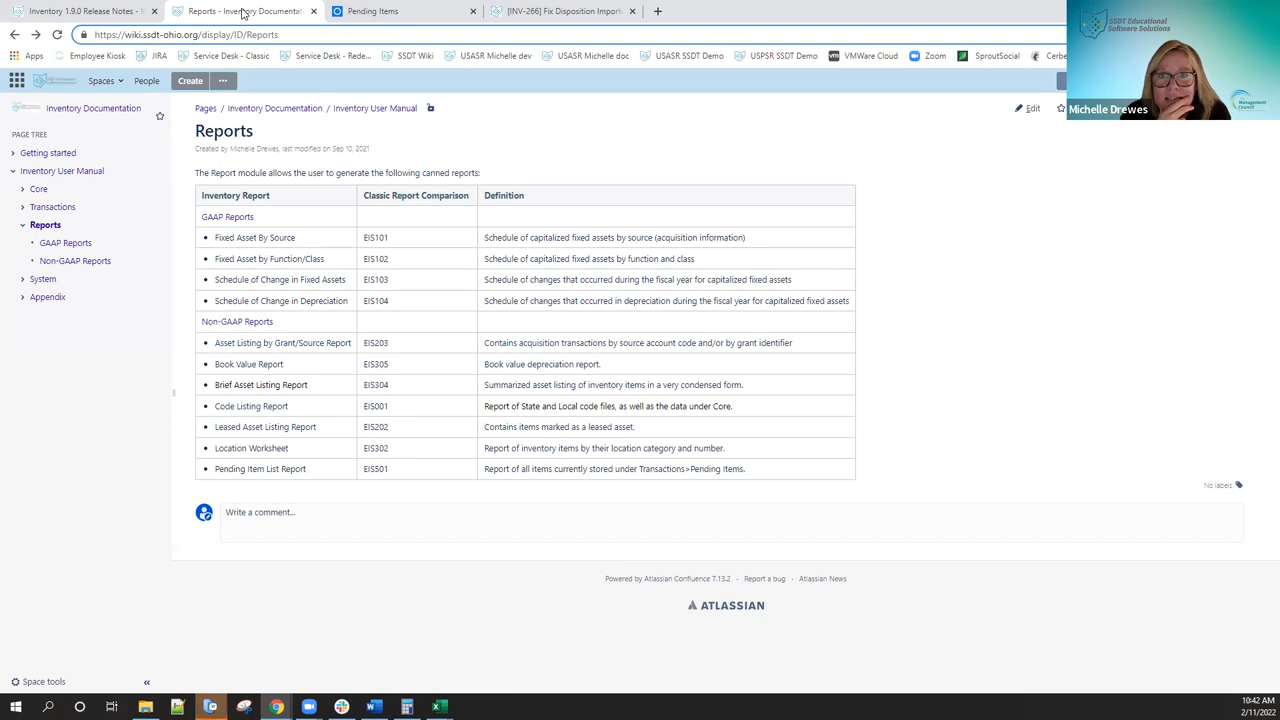 Inventory 1.9.0 Release Notes - I
Reports - Inventory Documentati
Pending Items
[INV-266] Fix Disposition Import
https://wiki.ssdt-ohio.org/display/ID/Reports
Apps
Employee Kiosk
JIRA
Service Desk - Classic
Service Desk - Rede...
SSDT Wiki
USASR Michelle dev
USASR Michelle doc
USASR SSDT Demo
USPSR SSDT Demo
VMWare Cloud
Zoom
SproutSocial
Cerbe
Spaces
People
Create
SSDT Educational
Software Solutions
Management
Council
Michelle Drewes
Inventory Documentation
PAGE TREE
Getting started
Inventory User Manual
Core
Transactions
Reports
GAAP Reports
Non-GAAP Reports
System
Appendix
Pages / Inventory Documentation / Inventory User Manual
Edit
Reports
Created by Michelle Drewes, last modified on Sep 10, 2021
The Report module allows the user to generate the following canned reports:
Inventory Report Classic Report Comparison Definition
GAAP Reports
• Fixed Asset By Source EIS101 Schedule of capitalized fixed assets by source (acquisition information)
• Fixed Asset by Function/Class EIS102 Schedule of capitalized fixed assets by function and class
• Schedule of Change in Fixed Assets EIS103 Schedule of changes that occurred during the fiscal year for capitalized fixed assets
• Schedule of Change in Depreciation EIS104 Schedule of changes that occurred in depreciation during the fiscal year for capitalized fixed assets
Non-GAAP Reports
• Asset Listing by Grant/Source Report EIS203 Contains acquisition transactions by source account code and/or by grant identifier
• Book Value Report EIS305 Book value depreciation report.
• Brief Asset Listing Report EIS304 Summarized asset listing of inventory items in a very condensed form.
• Code Listing Report EIS001 Report of State and Local code files, as well as the data under Core.
• Leased Asset Listing Report EIS202 Contains items marked as a leased asset.
• Location Worksheet EIS302 Report of inventory items by their location category and number.
• Pending Item List Report EIS501 Report of all items currently stored under Transactions>Pending Items.
No labels
Write a comment...
Powered by Atlassian Confluence 7.13.2 · Report a bug · Atlassian News
ATLASSIAN
Space tools
10:42 AM
2/11/2022